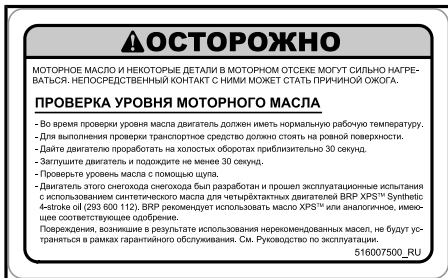 ⚠ОСТОРОЖНО
МОТОРНОЕ МАСЛО И НЕКОТОРЫЕ ДЕТАЛИ В МОТОРНОМ ОТСЕКЕ МОГУТ СИЛЬНО НАГРЕ-
ВАТЬСЯ. НЕПОСРЕДСТВЕННЫЙ КОНТАКТ С НИМИ МОЖЕТ СТАТЬ ПРИЧИНОЙ ОЖОГА.
ПРОВЕРКА УРОВНЯ МОТОРНОГО МАСЛА
- Во время проверки уровня масла двигатель должен иметь нормальную рабочую температуру.
- Для выполнения проверки транспортное средство должно стоять на ровной поверхности.
- Дайте двигателю проработать на холостых оборотах приблизительно 30 секунд.
- Заглушите двигатель и подождите не менее 30 секунд.
- Проверьте уровень масла с помощью щупа.
- Двигатель этого снегохода снегохода был разработан и прошел эксплуатационные испытания
с использованием синтетического масла для четырёхтактных двигателей BRP XPS™ Synthetic
4-stroke oil (293 600 112). BRP рекомендует использовать масло XPS™ или аналогичное, имею-
щее соответствующее одобрение.
Повреждения, возникшие в результате использования нерекомендованных масел, не будут ус-
траняться в рамках гарантийного обслуживания. См. Руководство по эксплуатации.
516007500_RU